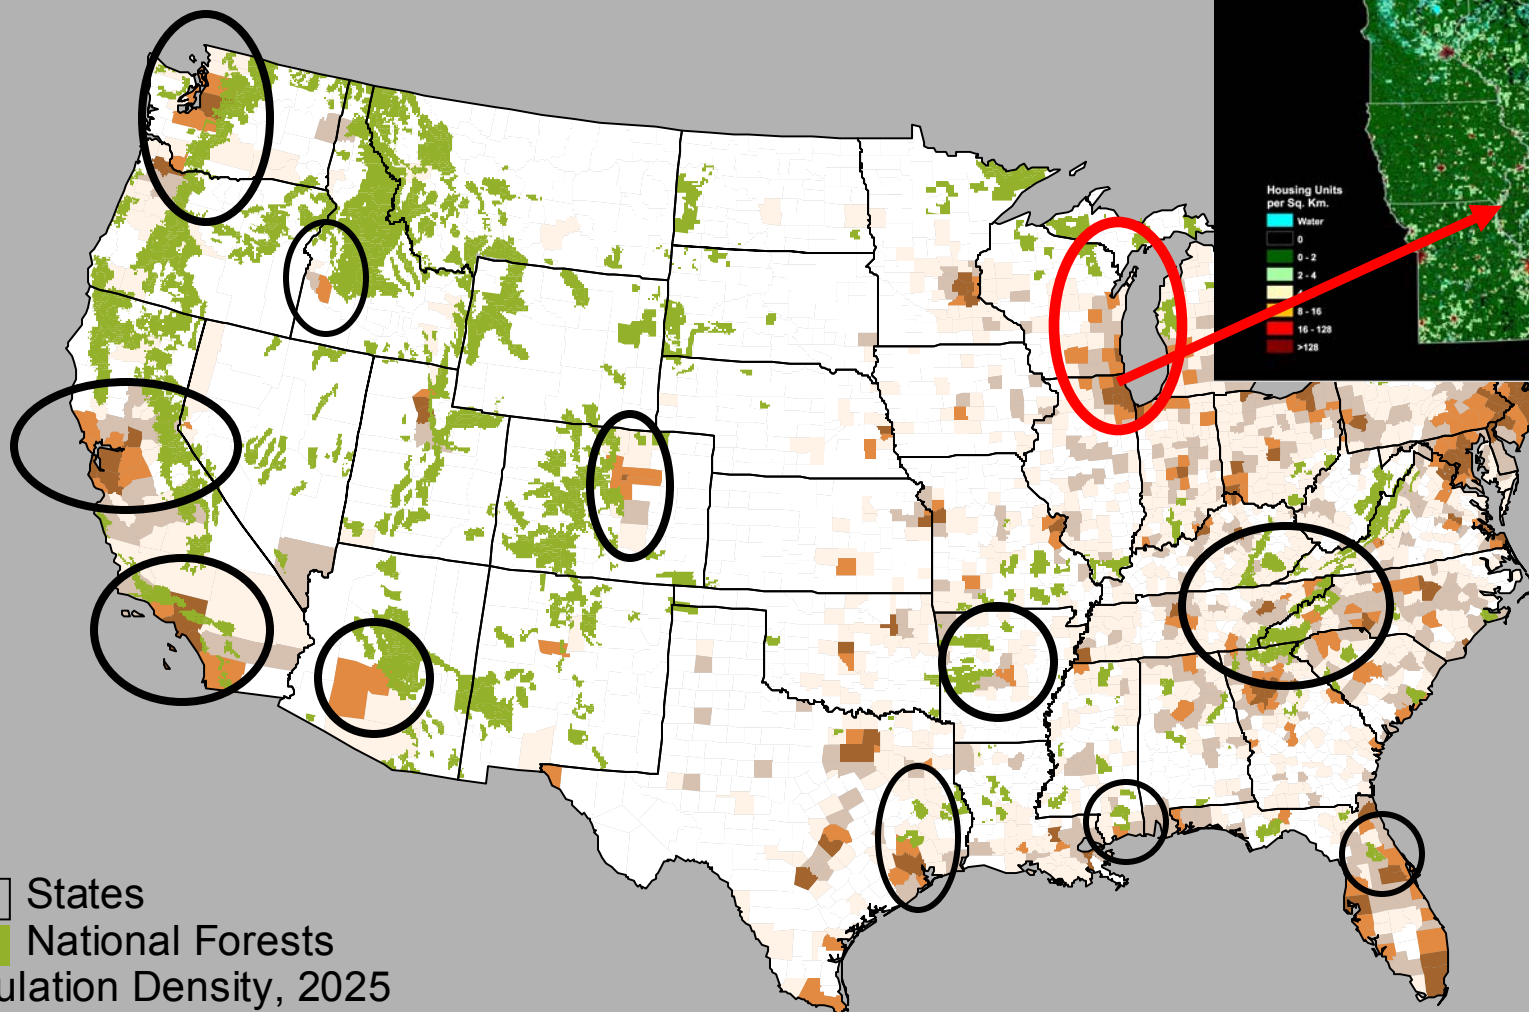 Housing Units
per Sq. Km.
Water
0
0 - 2
2 - 4
8 - 16
16 - 128
>128
States
National Forests
ulation Density, 2025